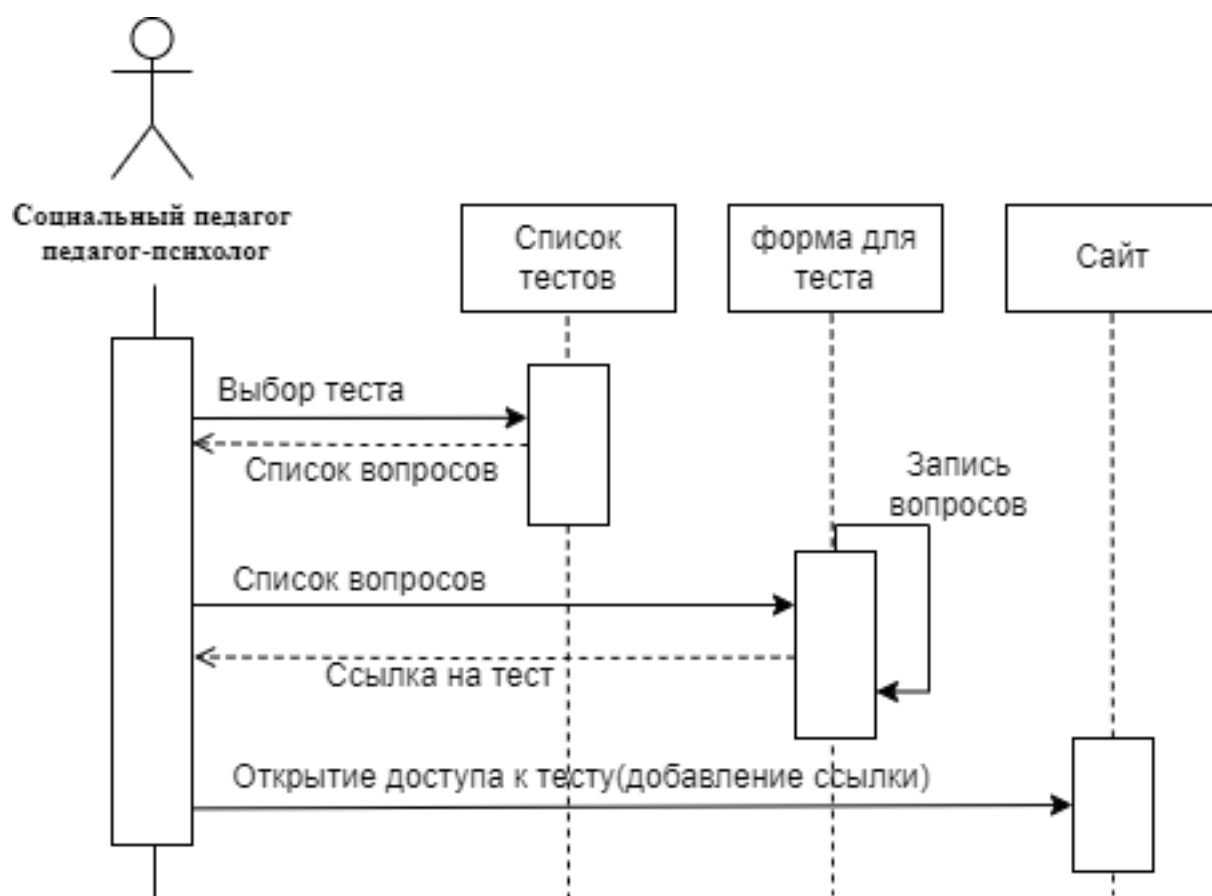 Социальный педагог
педагог-психолог
Список
тестов
форма для
теста
Сайт
Выбор теста
Список вопросов
Запись
вопросов
Список вопросов
Ссылка на тест
Открытие доступа к тесту(добавление ссылки)